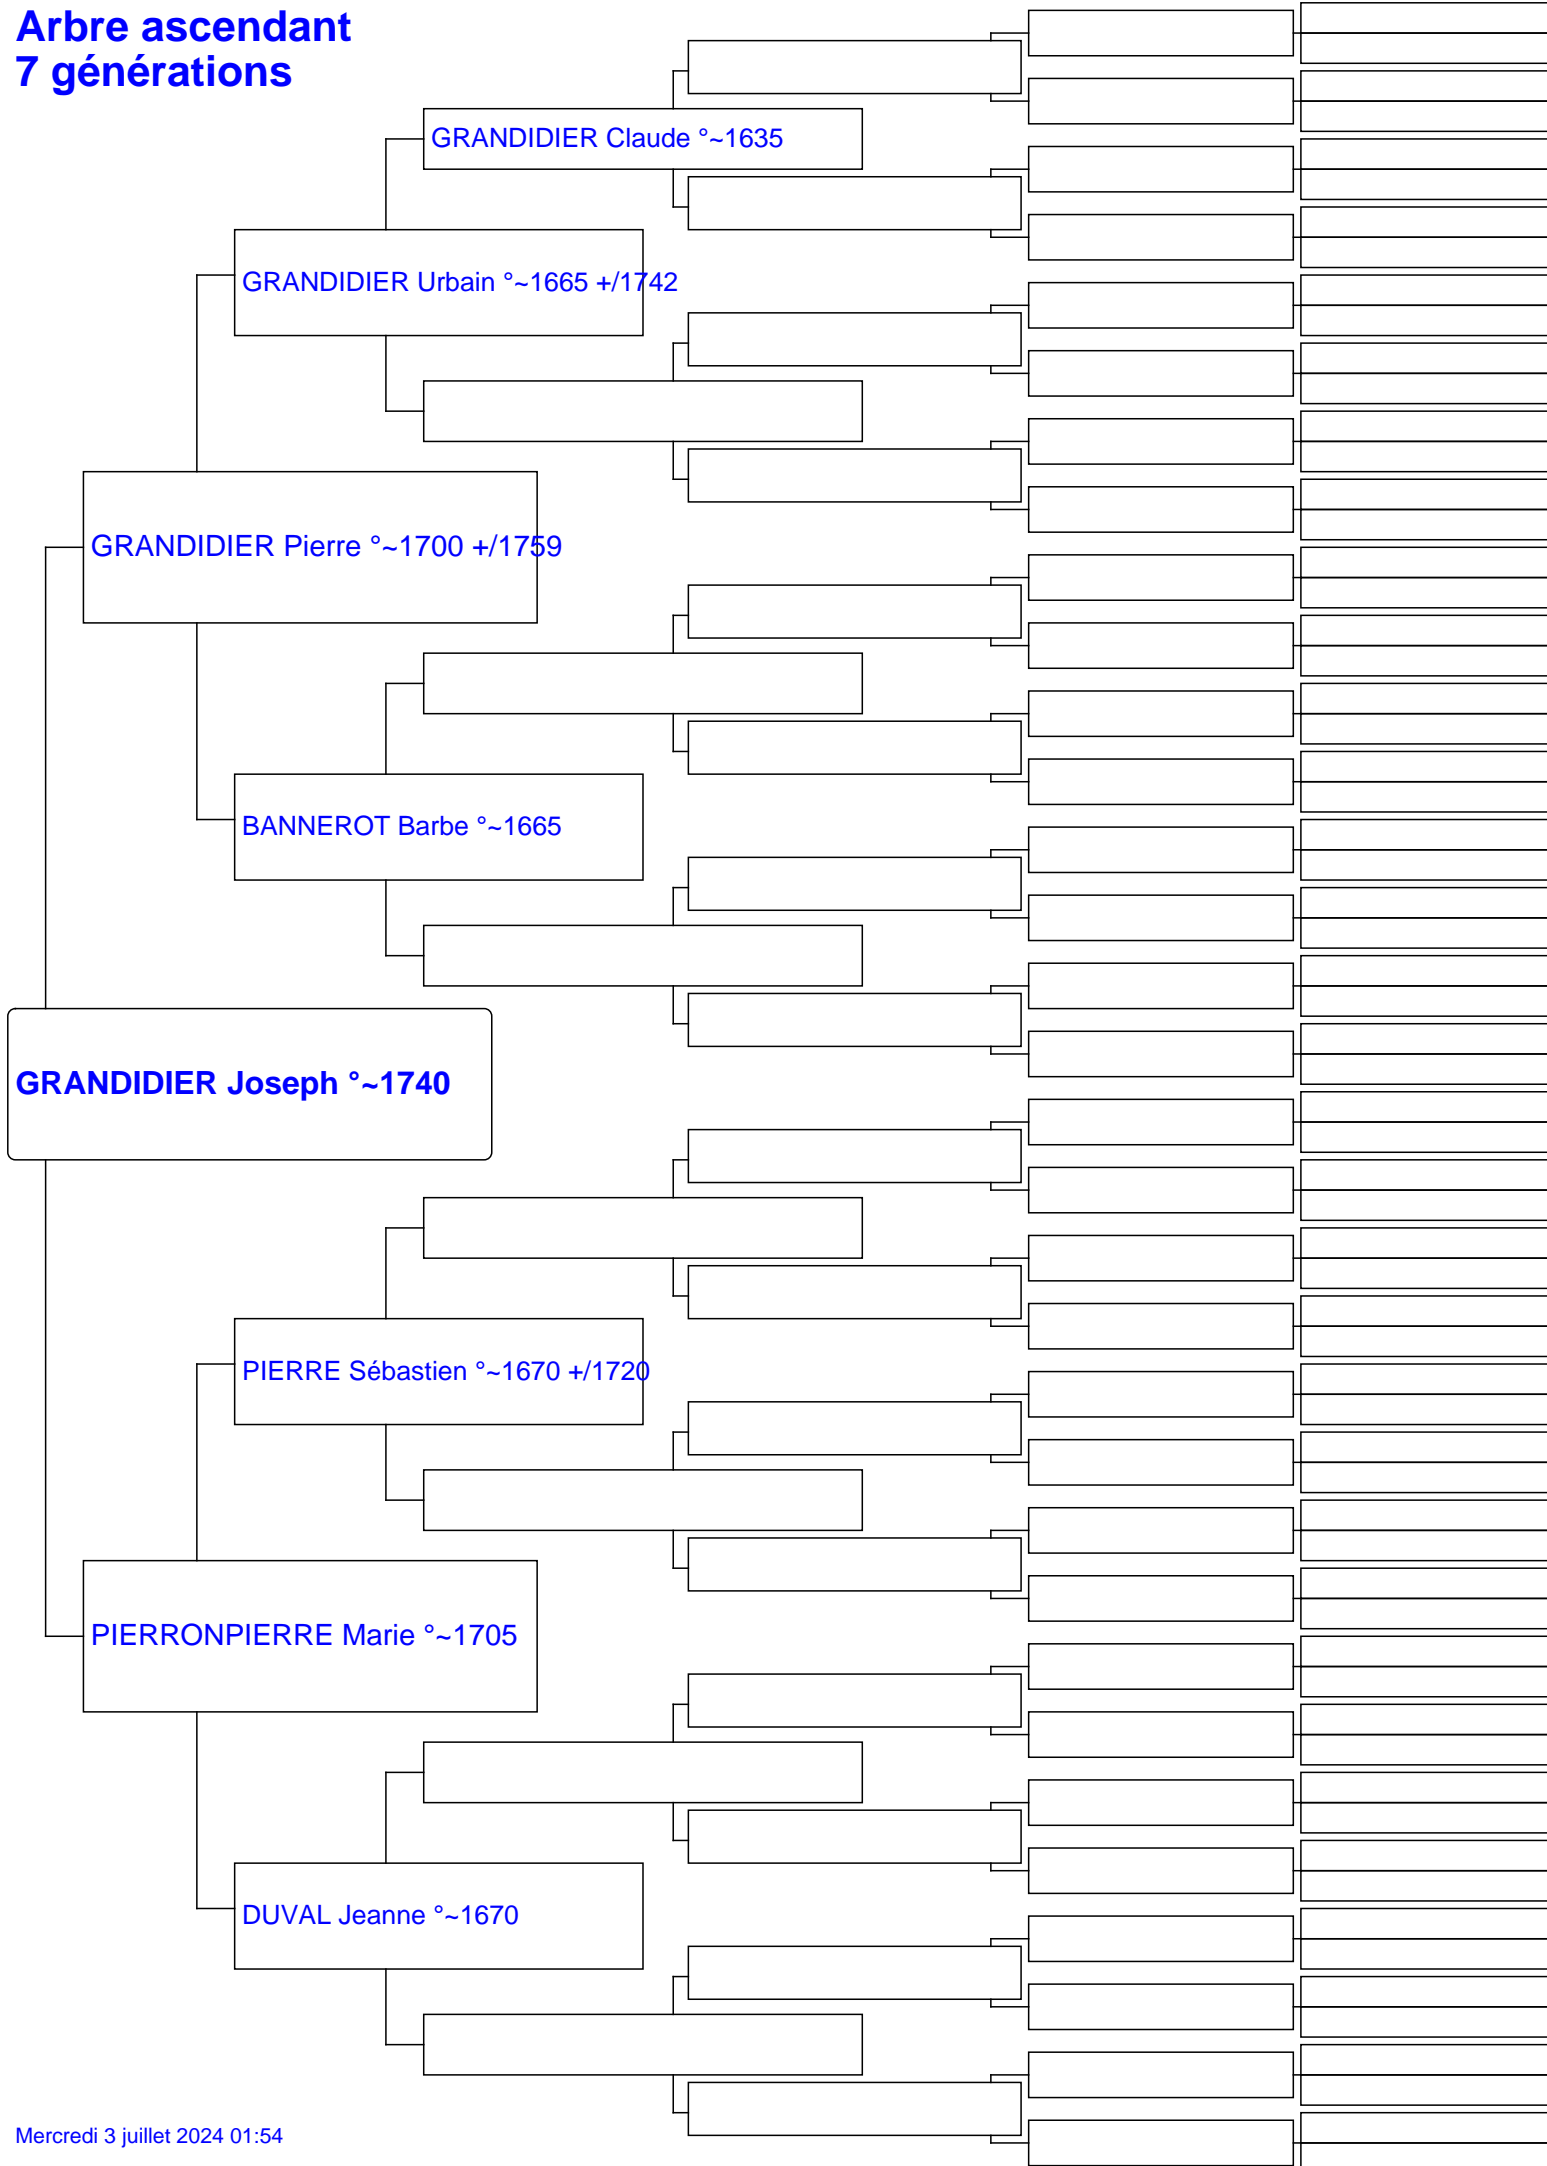 Arbre ascendant
7 générations
GRANDIDIER Claude °~1635
GRANDIDIER Urbain °~1665 +/1742
GRANDIDIER Pierre °~1700 +/1759
BANNEROT Barbe °~1665
GRANDIDIER Joseph °~1740
PIERRE Sébastien °~1670 +/1720
PIERRONPIERRE Marie °~1705
DUVAL Jeanne °~1670
Mercredi 3 juillet 2024 01:54